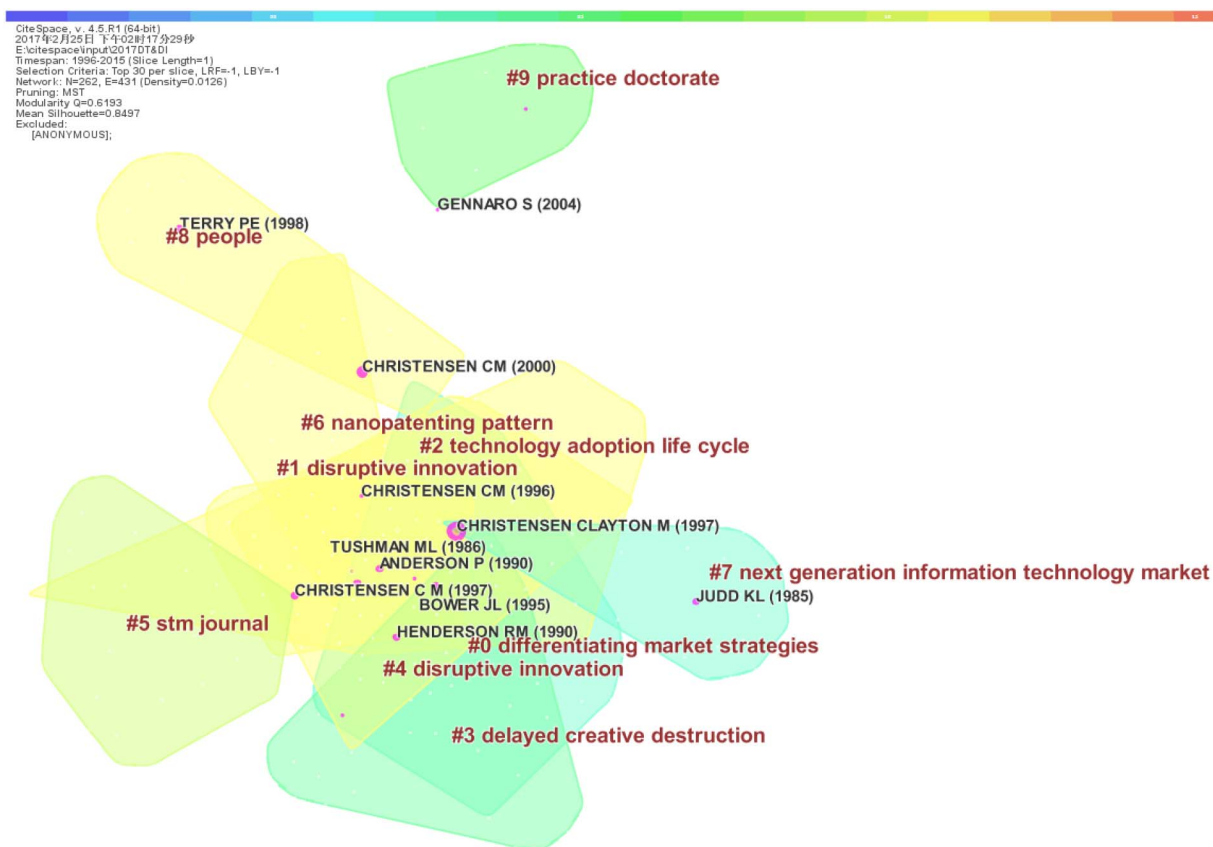 CiteSpace, v. 4.5.R1 (64-bit)
2017年2月25日 下午02时17分29秒
E:\citespace\input\2017DT&DI
Timespan: 1996-2015 (Slice Length=1)
Selection Criteria: Top 30 per slice, LRF=-1, LBY=-1
Network: N=262, E=431 (Density=0.0126)
Pruning: MST
Modularity Q=0.6193
Mean Silhouette=0.8497
Excluded:
[ANONYMOUS];
#9 practice doctorate
GENNARO S (2004)
TERRY PE (1998)
#8 people
CHRISTENSEN CM (2000)
#6 nanopatenting pattern
#2 technology adoption life cycle
#1 disruptive innovation
CHRISTENSEN CM (1996)
CHRISTENSEN CLAYTON M (1997)
TUSHMAN ML (1986)
ANDERSON P (1990)
#7 next generation information technology market
CHRISTENSEN C M (1997)
JUDD KL (1985)
BOWER JL (1995)
#5 stm journal
HENDERSON RM (1990)
#0 differentiating market strategies
#4 disruptive innovation
#3 delayed creative destruction